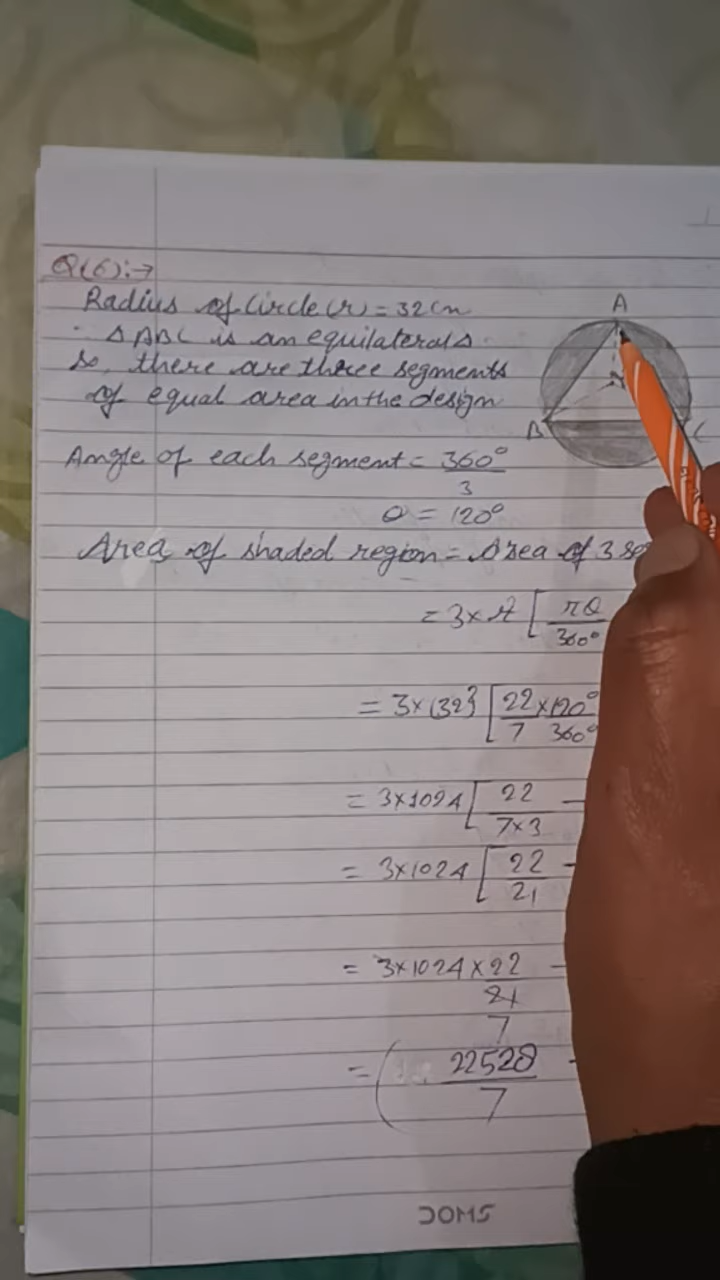 Q(6):→
Radius of Circle (r) = 32 cm
∵ ΔABC is an equilateral Δ
A
so, there are three segments
of equal area in the design
B C
Angle of each segment = 360°/3
θ = 120°
Area of shaded region = Area of 3
= 3 × r² [ πθ/360°
= 3 × (32)² [ 22/7 × 120°/360°
= 3×1024 [ 22/7×3 −
= 3×1024 [ 22/21 −
= 3×1024 × 22/21 −
7
= ( 22528/7 -
DOMS